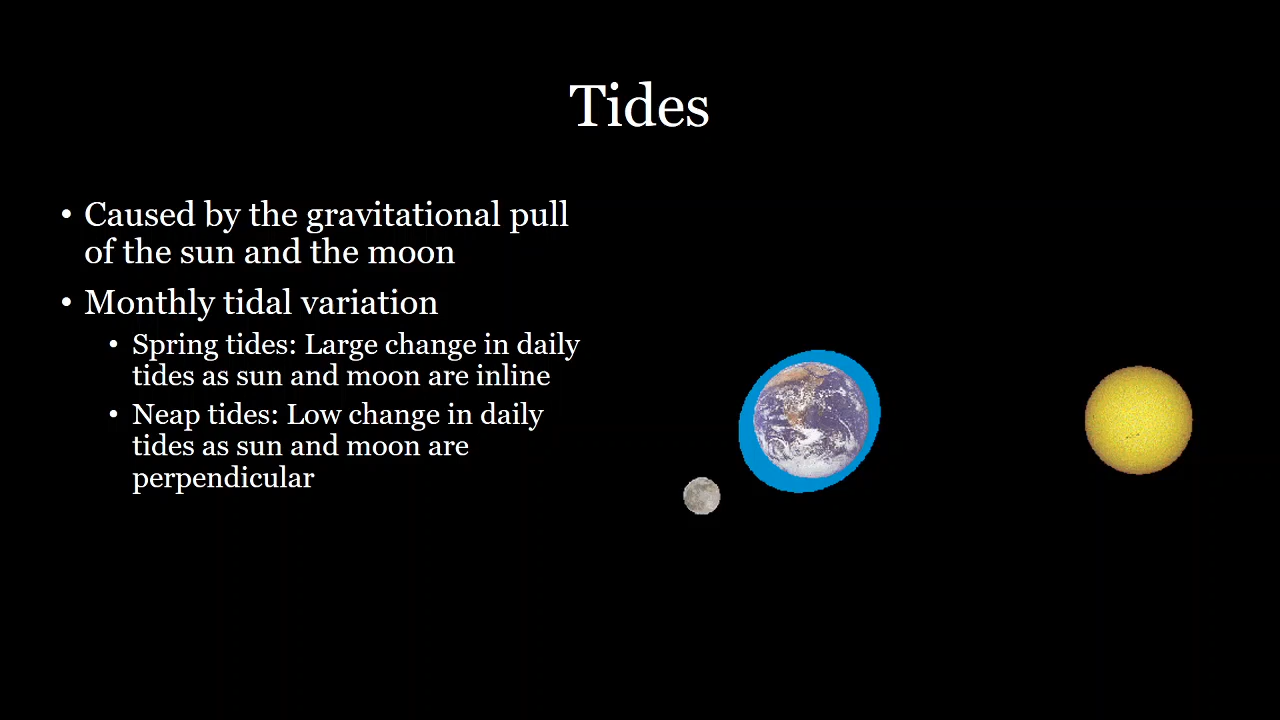 Tides
• Caused by the gravitational pull
of the sun and the moon
• Monthly tidal variation
• Spring tides: Large change in daily
tides as sun and moon are inline
• Neap tides: Low change in daily
tides as sun and moon are
perpendicular